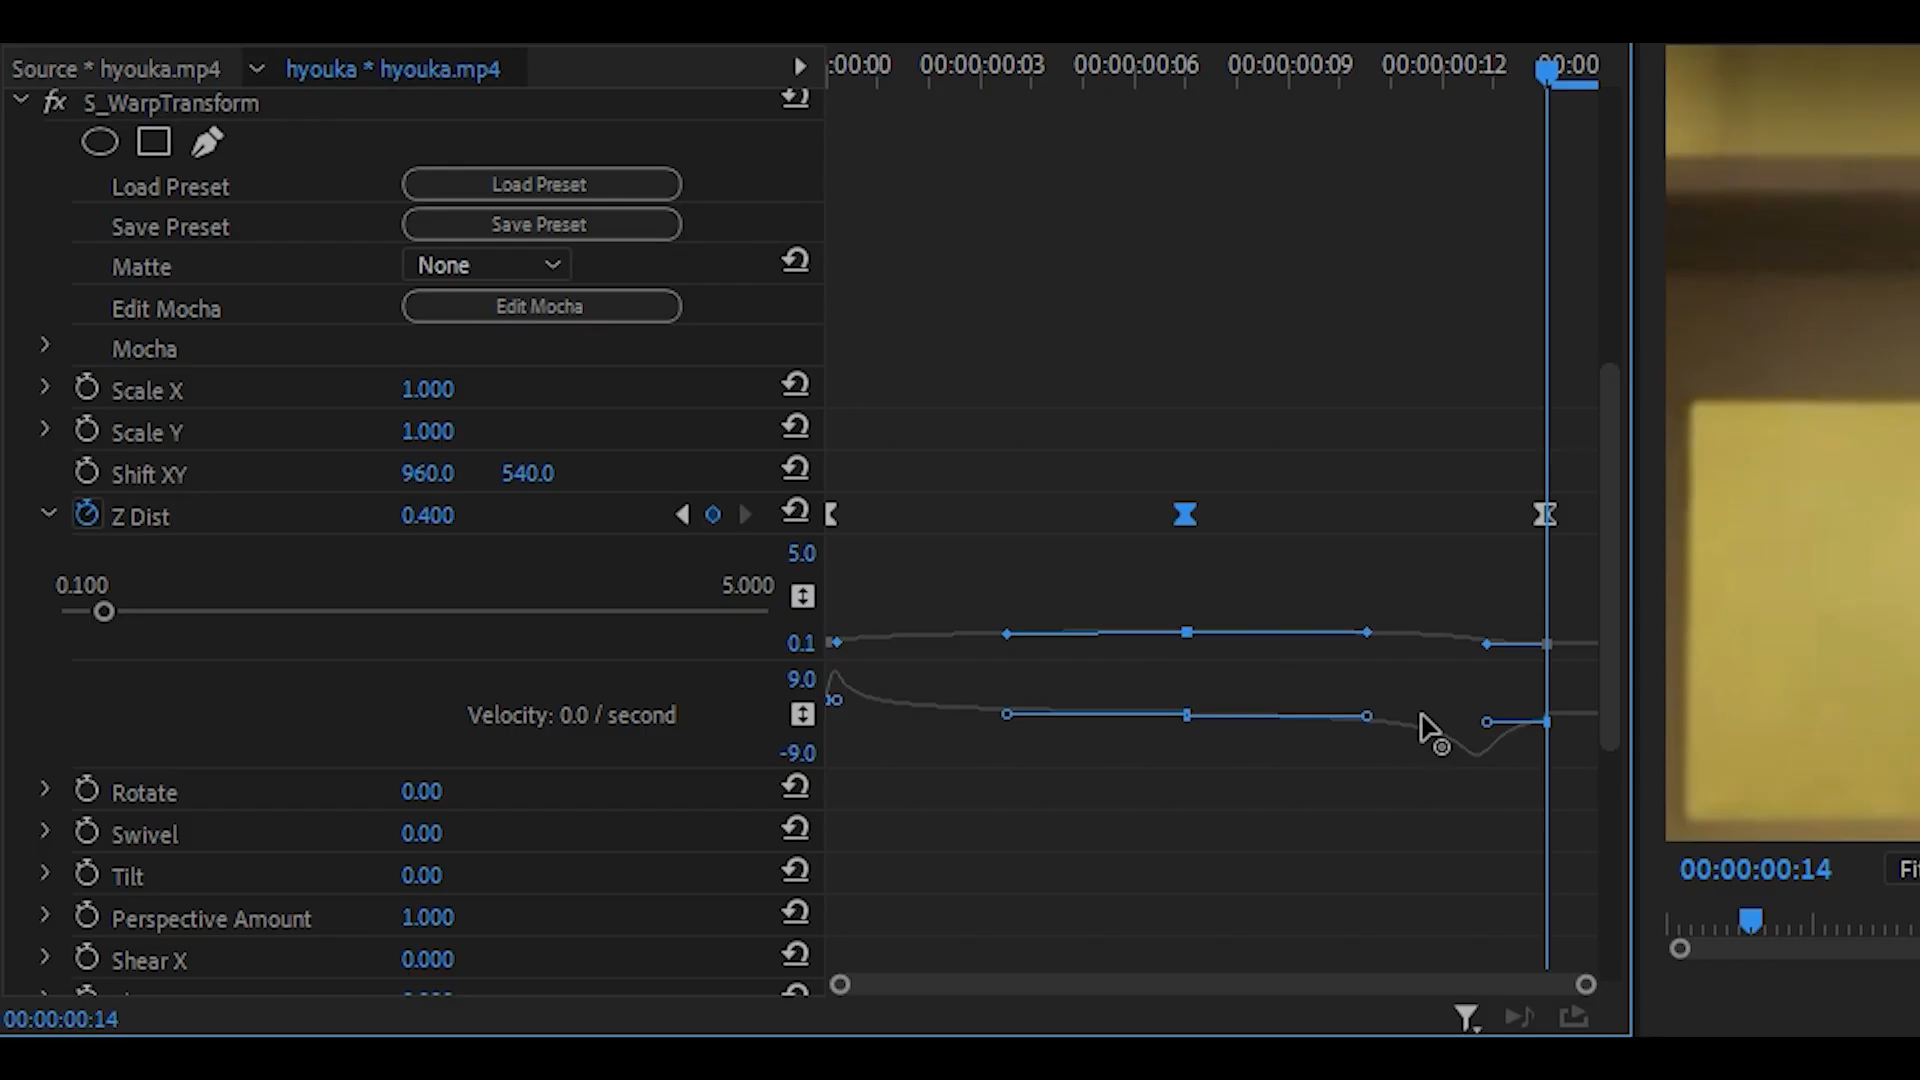 Source * hyouka.mp4
hyouka * hyouka.mp4
:00:00 00:00:00:03 00:00:00:06 00:00:00:09 00:00:00:12 00:00
fx S_WarpTransform
Load Preset Load Preset
Save Preset Save Preset
Matte None
Edit Mocha Edit Mocha
Mocha
Scale X 1.000
Scale Y 1.000
Shift XY 960.0 540.0
Z Dist 0.400
5.0
0.100 5.000
0.1
9.0
Velocity: 0.0 / second
-9.0
Rotate 0.00
Swivel 0.00
Tilt 0.00
Perspective Amount 1.000
Shear X 0.000
00:00:00:14
00:00:00:14 Fi